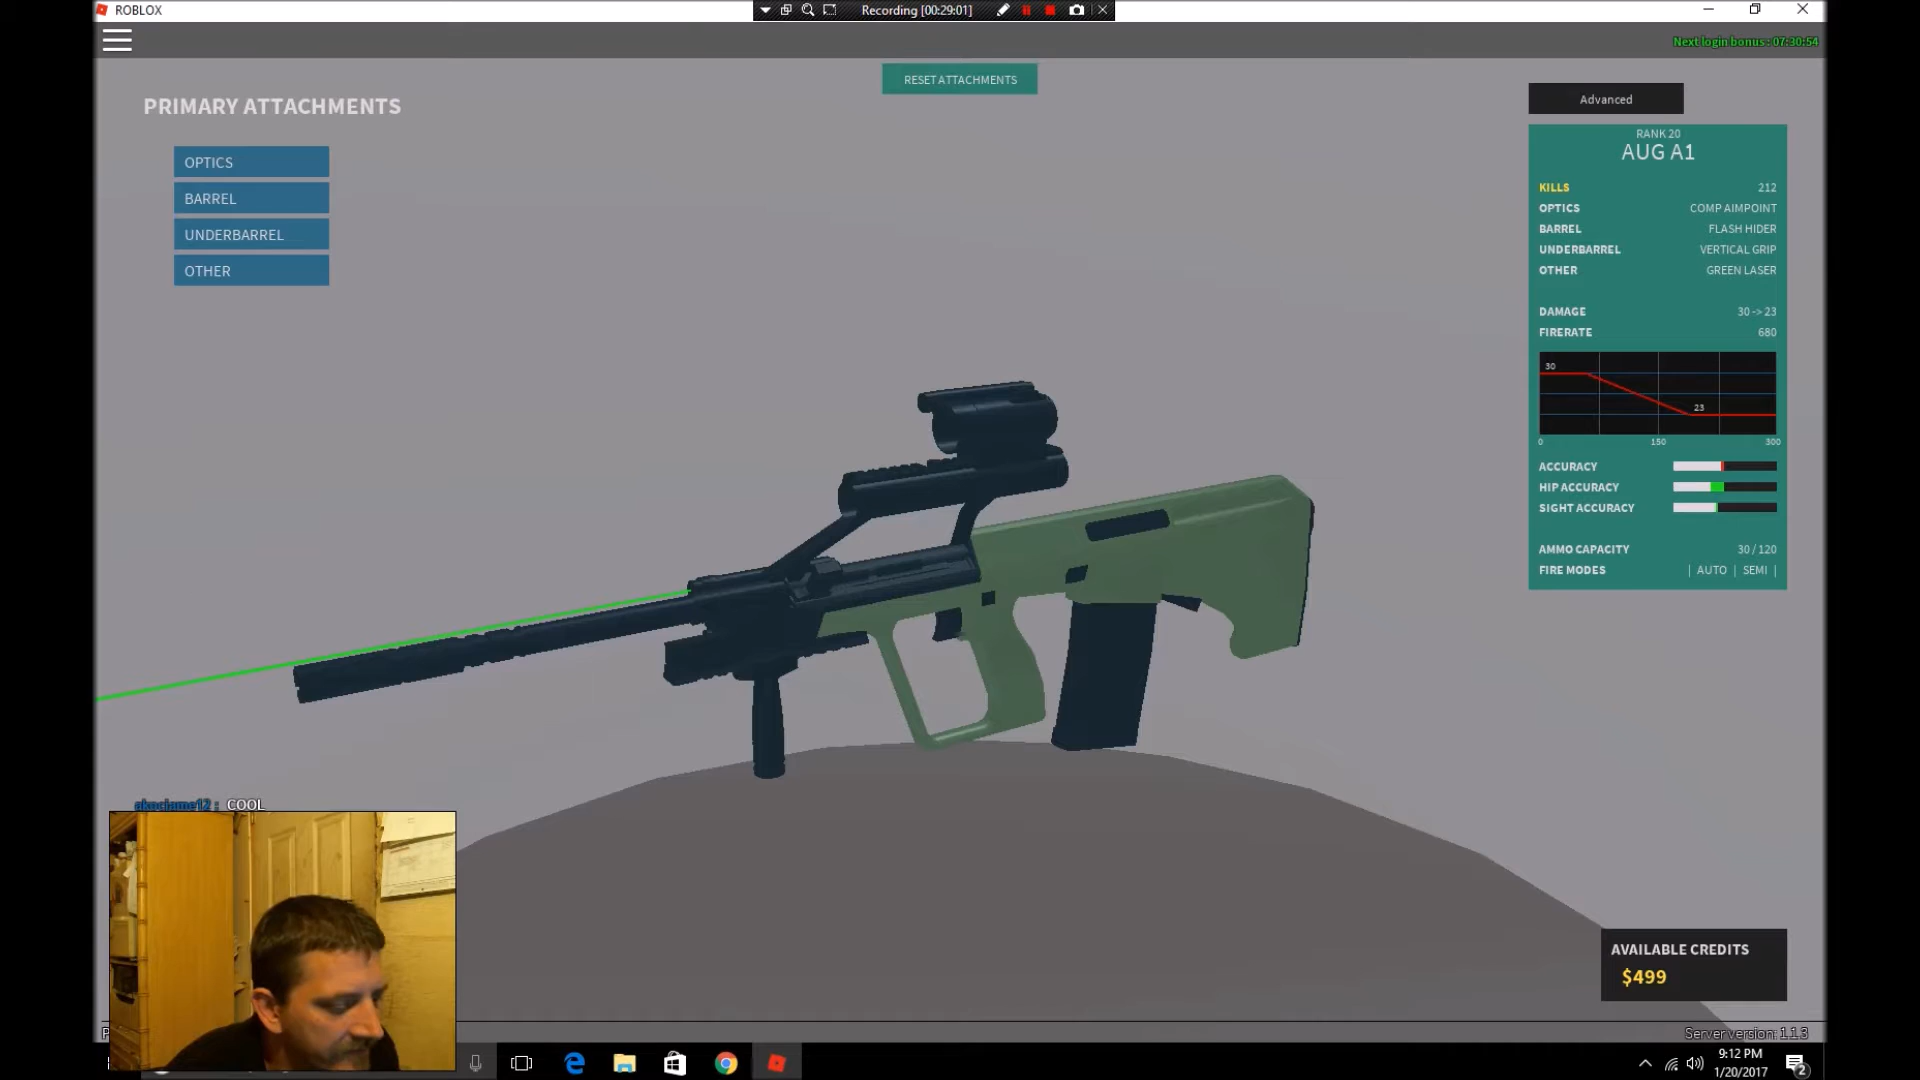 ROBLOX
Recording [00:29:01]
Next login bonus : 07:30:54
RESET ATTACHMENTS
PRIMARY ATTACHMENTS
OPTICS
BARREL
UNDERBARREL
OTHER
Advanced
RANK 20
AUG A1
KILLS 212
OPTICS COMP AIMPOINT
BARREL FLASH HIDER
UNDERBARREL VERTICAL GRIP
OTHER GREEN LASER
DAMAGE 30 -> 23
FIRERATE 680
30
23
0 150 300
ACCURACY
HIP ACCURACY
SIGHT ACCURACY
AMMO CAPACITY 30 / 120
FIRE MODES | AUTO | SEMI |
akociame12 : COOL
AVAILABLE CREDITS
$499
Server version: 1.1.3
9:12 PM
1/20/2017
2